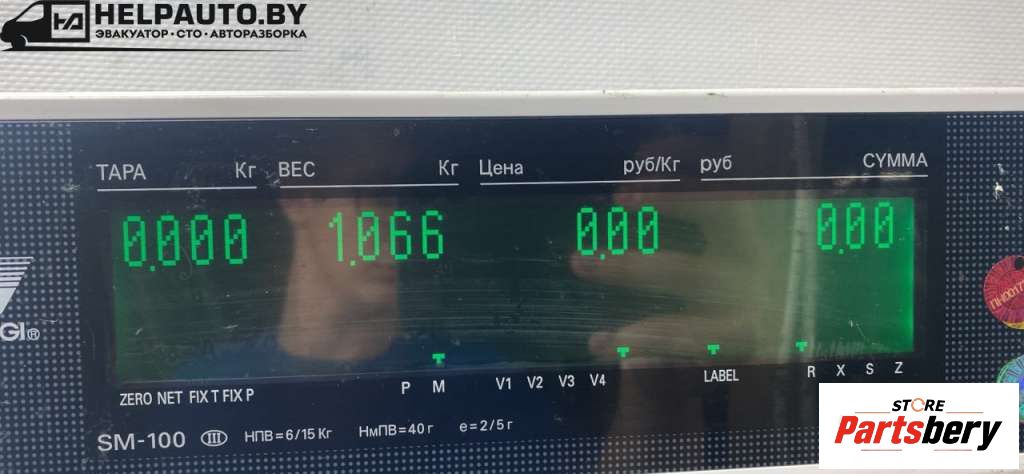 HELPAUTO.BY
ЭВАКУАТОР • СТО • АВТОРАЗБОРКА
ТАРА Кг ВЕС Кг Цена руб/Кг руб СУММА
0.000 1.066 0.00 0.00
GI®
P M V1 V2 V3 V4 LABEL R X S Z
ZERO NET FIX T FIX P
SM-100 III НПВ=6/15 Кг НмПВ=40 г e=2/5 г
STORE
Partsbery